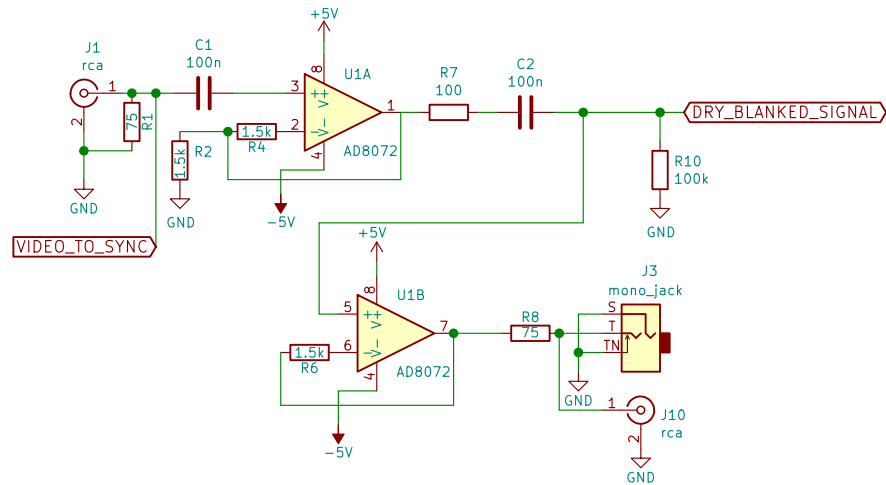 +5V
J1
rca
1
2
75
R1
GND
C1
100n
8
3
2
1
4
U1A
V+
V-
AD8072
1.5k
R4
1.5k
R2
GND
-5V
R7
100
C2
100n
DRY_BLANKED_SIGNAL
R10
100k
GND
VIDEO_TO_SYNC
+5V
8
5
6
7
4
U1B
V+
V-
AD8072
1.5k
R6
-5V
R8
75
J3
mono_jack
S
T
TN
GND
1
2
J10
rca
GND